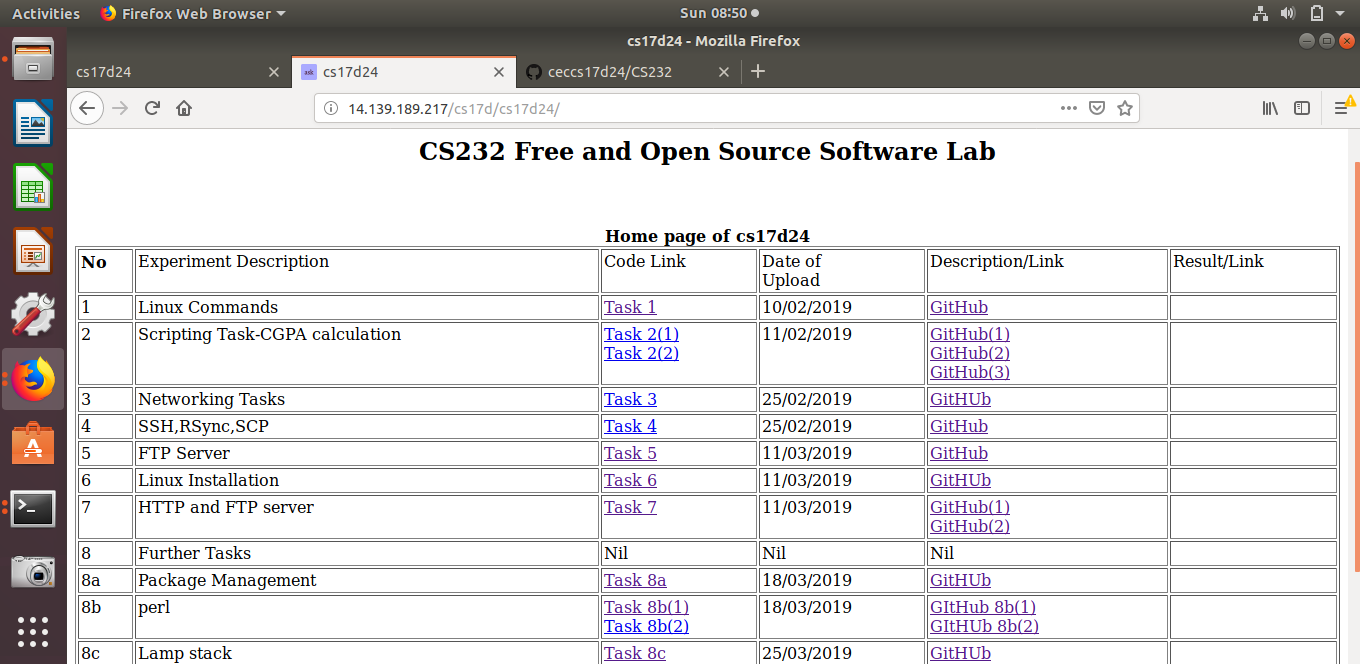 Activities Firefox Web Browser Sun 08:50
cs17d24 - Mozilla Firefox
cs17d24 ask cs17d24 ceccs17d24/CS232
14.139.189.217/cs17d/cs17d24/
CS232 Free and Open Source Software Lab
Home page of cs17d24
No Experiment Description Code Link Date of Description/Link Result/Link
Upload
1 Linux Commands Task 1 10/02/2019 GitHub
2 Scripting Task-CGPA calculation Task 2(1) 11/02/2019 GitHub(1)
Task 2(2) GitHub(2)
GitHub(3)
3 Networking Tasks Task 3 25/02/2019 GitHUb
4 SSH,RSync,SCP Task 4 25/02/2019 GitHub
5 FTP Server Task 5 11/03/2019 GitHub
6 Linux Installation Task 6 11/03/2019 GitHUb
7 HTTP and FTP server Task 7 11/03/2019 GitHub(1)
GitHub(2)
8 Further Tasks Nil Nil Nil
8a Package Management Task 8a 18/03/2019 GitHUb
8b perl Task 8b(1) 18/03/2019 GItHub 8b(1)
Task 8b(2) GItHUb 8b(2)
8c Lamp stack Task 8c 25/03/2019 GitHUb